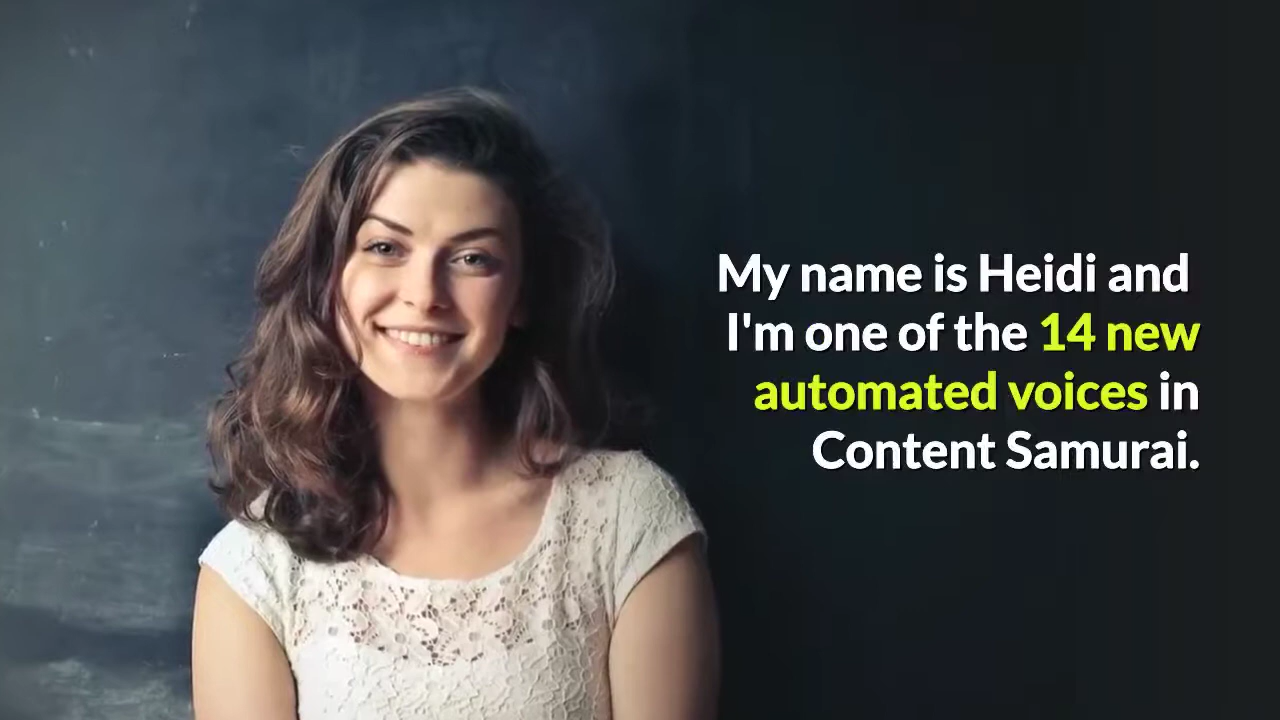 My name is Heidi and
I'm one of the 14 new
automated voices in
Content Samurai.